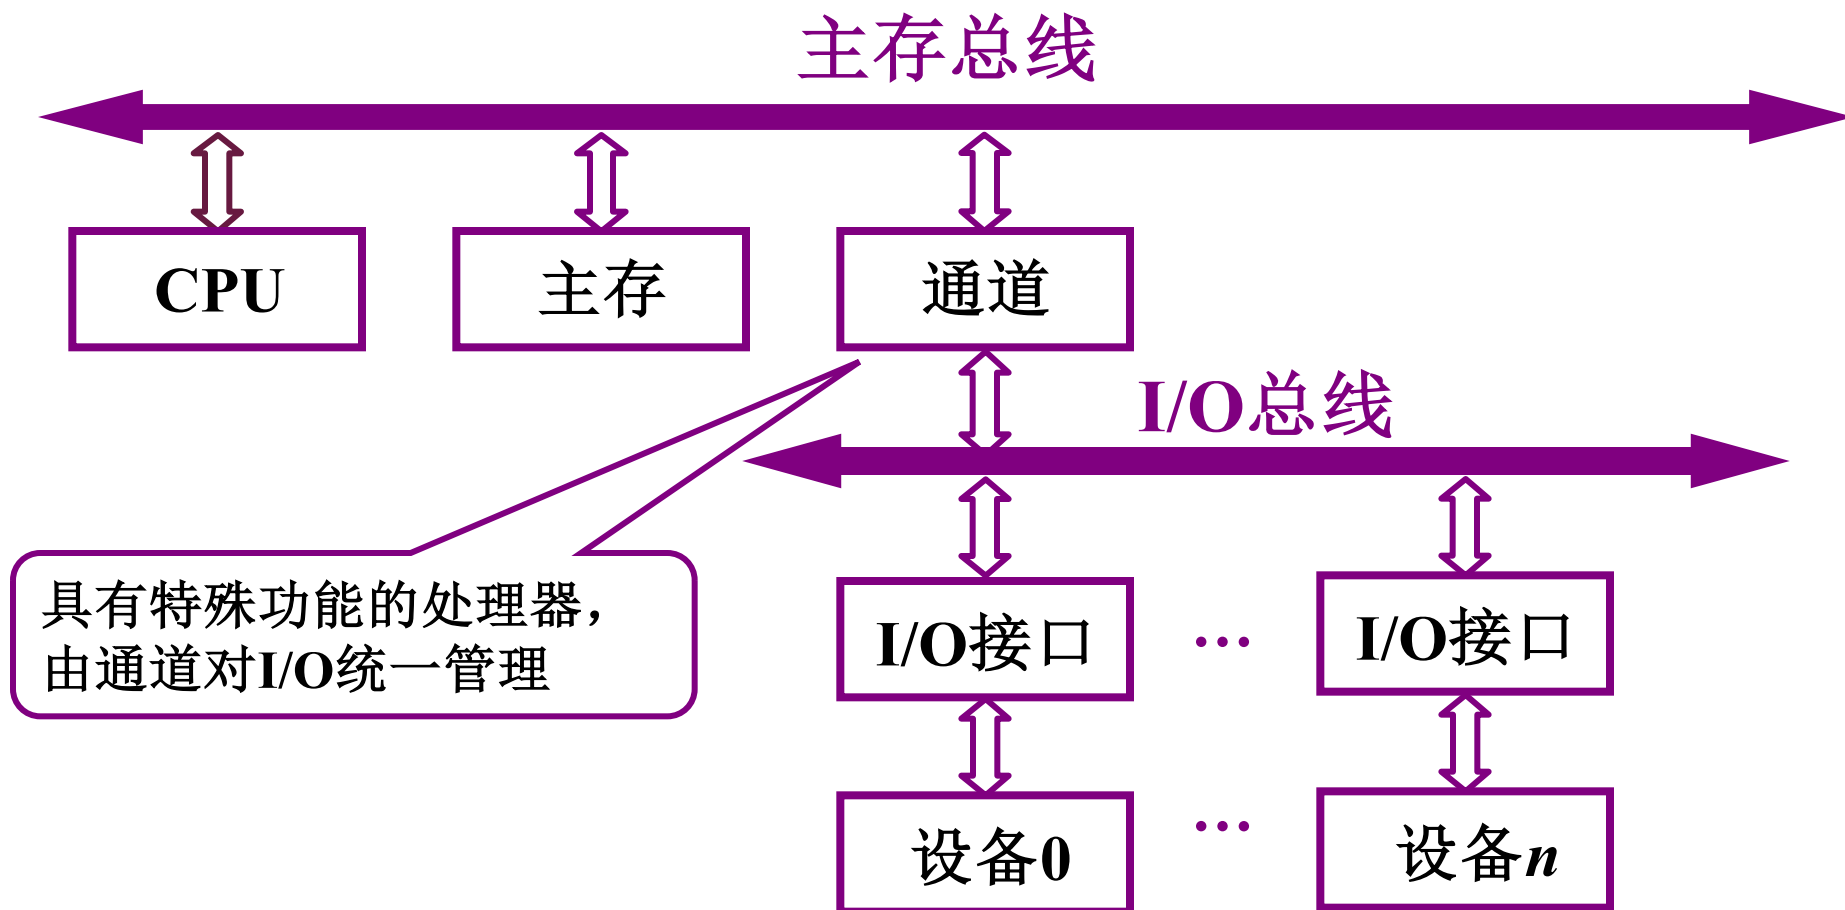 主存总线
CPU
主存
通道
I/O总线
具有特殊功能的处理器，
由通道对I/O统一管理
I/O接口
…
I/O接口
设备0
…
设备n